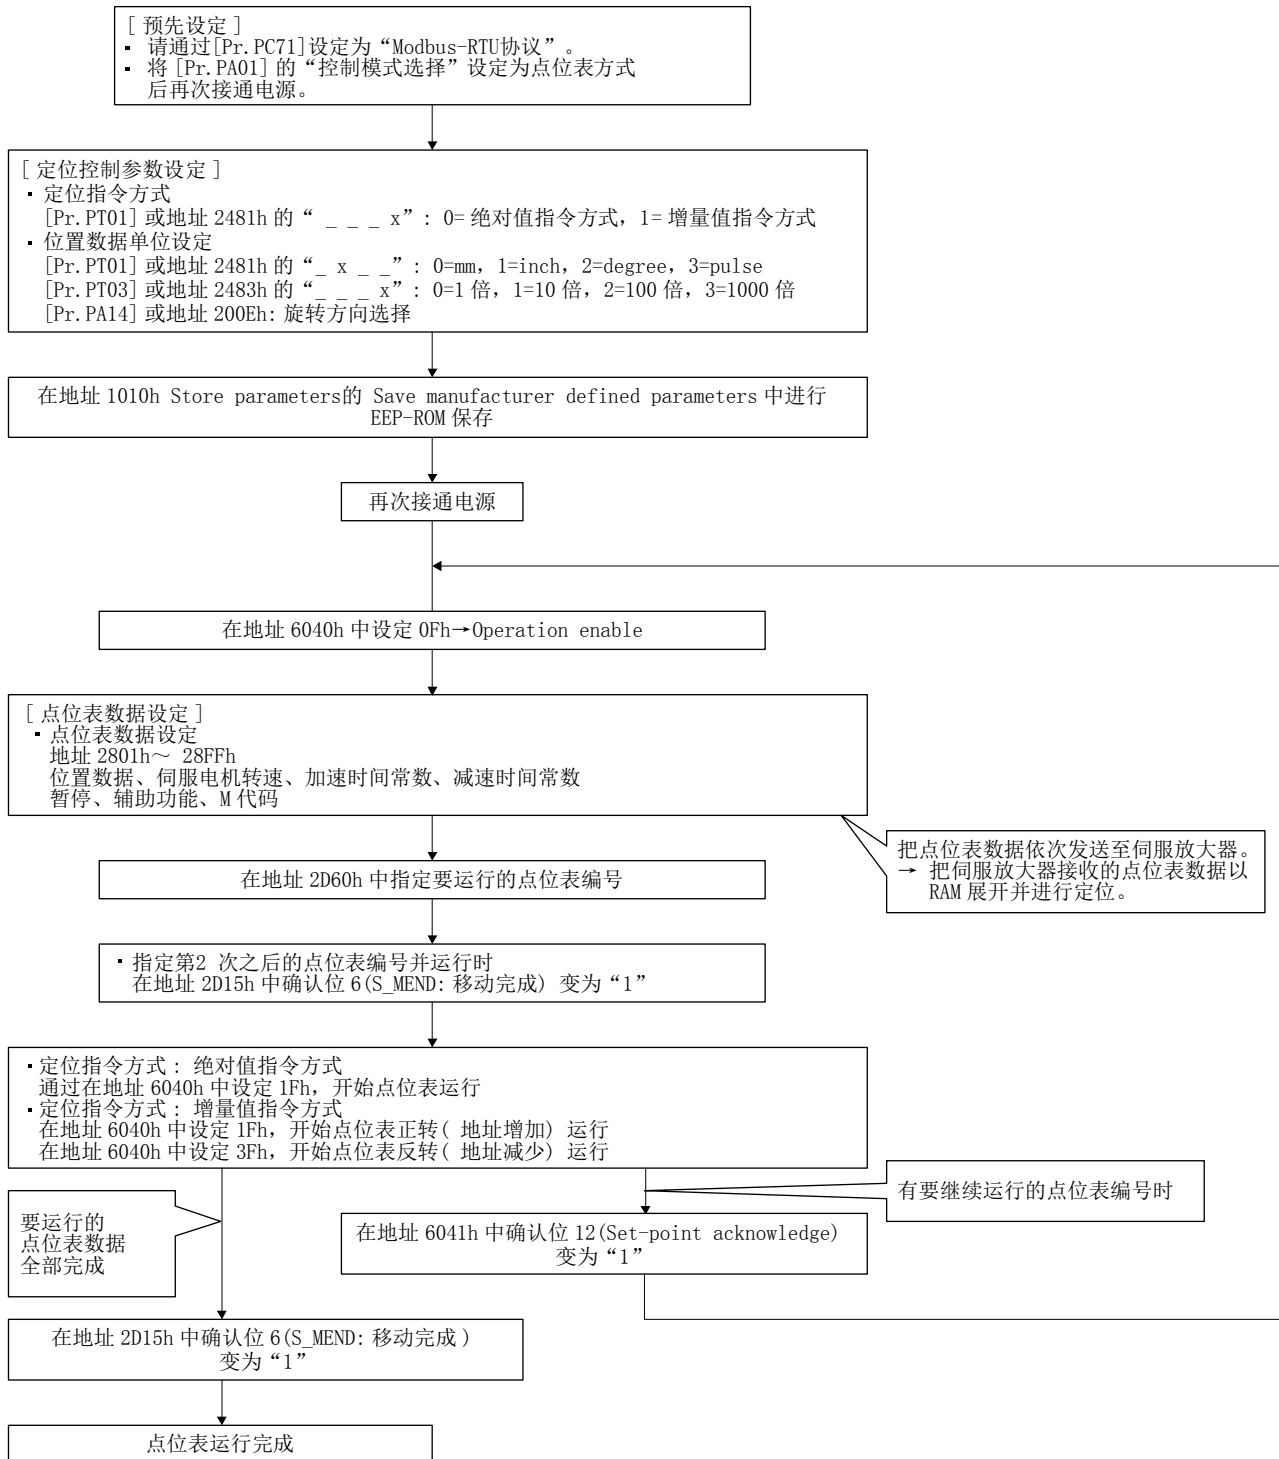 [ 预先设定 ]
▪ 请通过[Pr.PC71]设定为“Modbus-RTU协议”。
▪ 将 [Pr.PA01] 的“控制模式选择”设定为点位表方式
后再次接通电源。
[ 定位控制参数设定 ]
▪ 定位指令方式
[Pr.PT01] 或地址 2481h 的“ _ _ _ x”: 0= 绝对值指令方式, 1= 增量值指令方式
▪ 位置数据单位设定
[Pr.PT01] 或地址 2481h 的“_ x _ _”: 0=mm, 1=inch, 2=degree, 3=pulse
[Pr.PT03] 或地址 2483h 的“_ _ _ x”: 0=1 倍, 1=10 倍, 2=100 倍, 3=1000 倍
[Pr.PA14] 或地址 200Eh: 旋转方向选择
在地址 1010h Store parameters的 Save manufacturer defined parameters 中进行
EEP-ROM 保存
再次接通电源
在地址 6040h 中设定 0Fh→Operation enable
[ 点位表数据设定 ]
▪ 点位表数据设定
地址 2801h～ 28FFh
位置数据、伺服电机转速、加速时间常数、减速时间常数
暂停、辅助功能、M 代码
把点位表数据依次发送至伺服放大器。
→ 把伺服放大器接收的点位表数据以
RAM 展开并进行定位。
在地址 2D60h 中指定要运行的点位表编号
▪ 指定第2 次之后的点位表编号并运行时
在地址 2D15h 中确认位 6(S_MEND: 移动完成) 变为“1”
▪ 定位指令方式 : 绝对值指令方式
通过在地址 6040h 中设定 1Fh, 开始点位表运行
▪ 定位指令方式 : 增量值指令方式
在地址 6040h 中设定 1Fh, 开始点位表正转( 地址增加) 运行
在地址 6040h 中设定 3Fh, 开始点位表反转( 地址减少) 运行
有要继续运行的点位表编号时
要运行的
点位表数据
全部完成
在地址 6041h 中确认位 12(Set-point acknowledge)
变为“1”
在地址 2D15h 中确认位 6(S_MEND: 移动完成 )
变为“1”
点位表运行完成